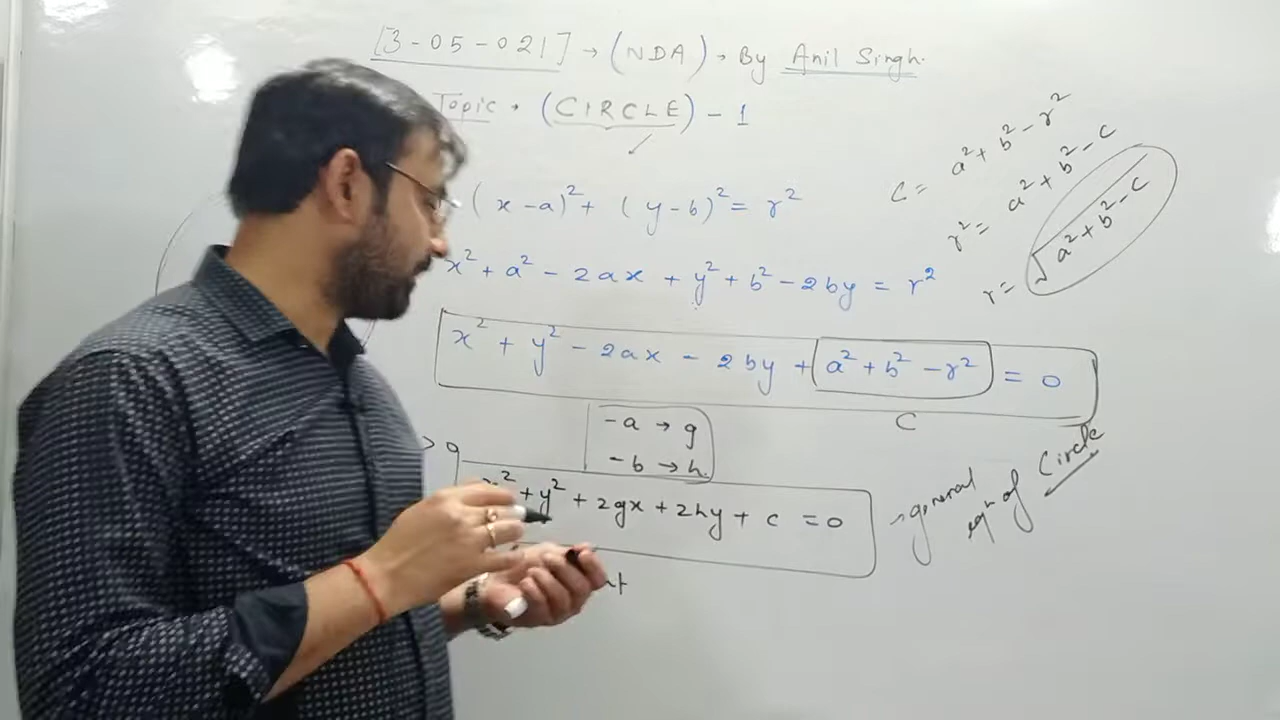 [3-05-021] → (NDA) → By Anil Singh.
Topic → (CIRCLE) - 1
(x-a)² + (y-b)² = r²
x² + a² - 2ax + y² + b² - 2by = r²
x² + y² - 2ax - 2by + a² + b² - r² = 0
C
-a → g
-b → h
x² + y² + 2gx + 2hy + c = 0
→ general eqⁿ of Circle
c = a² + b² - r²
r² = a² + b² - c
r = √a² + b² - c